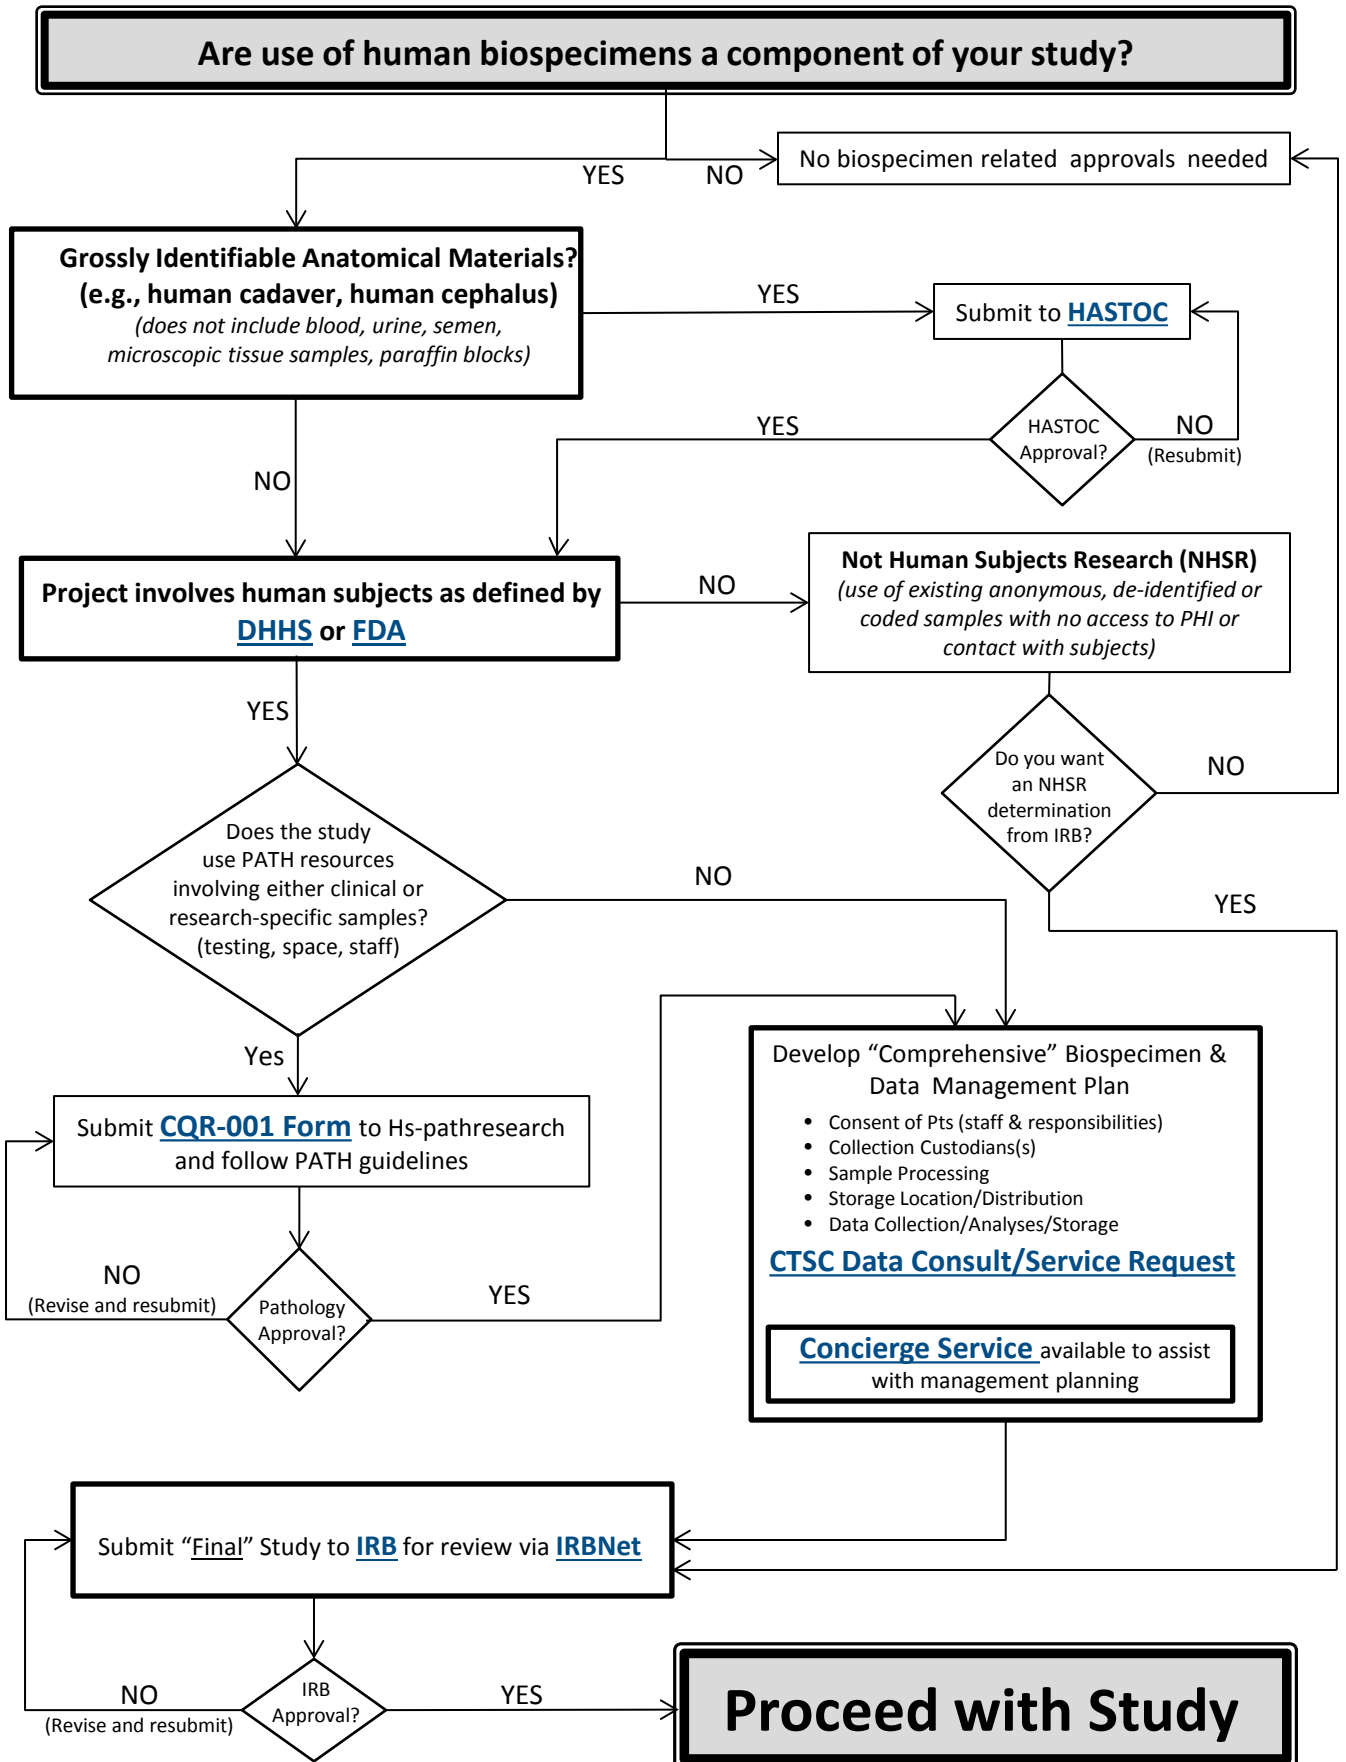 Are use of human biospecimens a component of your study?
No biospecimen related approvals needed
YES
NO
Grossly Identifiable Anatomical Materials?
(e.g., human cadaver, human cephalus)
(does not include blood, urine, semen,
microscopic tissue samples, paraffin blocks)
YES
Submit to HASTOC
YES
HASTOC
Approval?
NO
(Resubmit)
NO
Project involves human subjects as defined by
DHHS or FDA
NO
Not Human Subjects Research (NHSR)
(use of existing anonymous, de-identified or
coded samples with no access to PHI or
contact with subjects)
YES
Do you want
an NHSR
determination
from IRB?
NO
YES
Does the study
use PATH resources
involving either clinical or
research-specific samples?
(testing, space, staff)
NO
Yes
Submit CQR-001 Form to Hs-pathresearch
and follow PATH guidelines
NO
(Revise and resubmit)
Pathology
Approval?
YES
Develop “Comprehensive” Biospecimen &
Data Management Plan
• Consent of Pts (staff & responsibilities)
• Collection Custodians(s)
• Sample Processing
• Storage Location/Distribution
• Data Collection/Analyses/Storage
CTSC Data Consult/Service Request
Concierge Service available to assist
with management planning
Submit “Final” Study to IRB for review via IRBNet
NO
(Revise and resubmit)
IRB
Approval?
YES
Proceed with Study